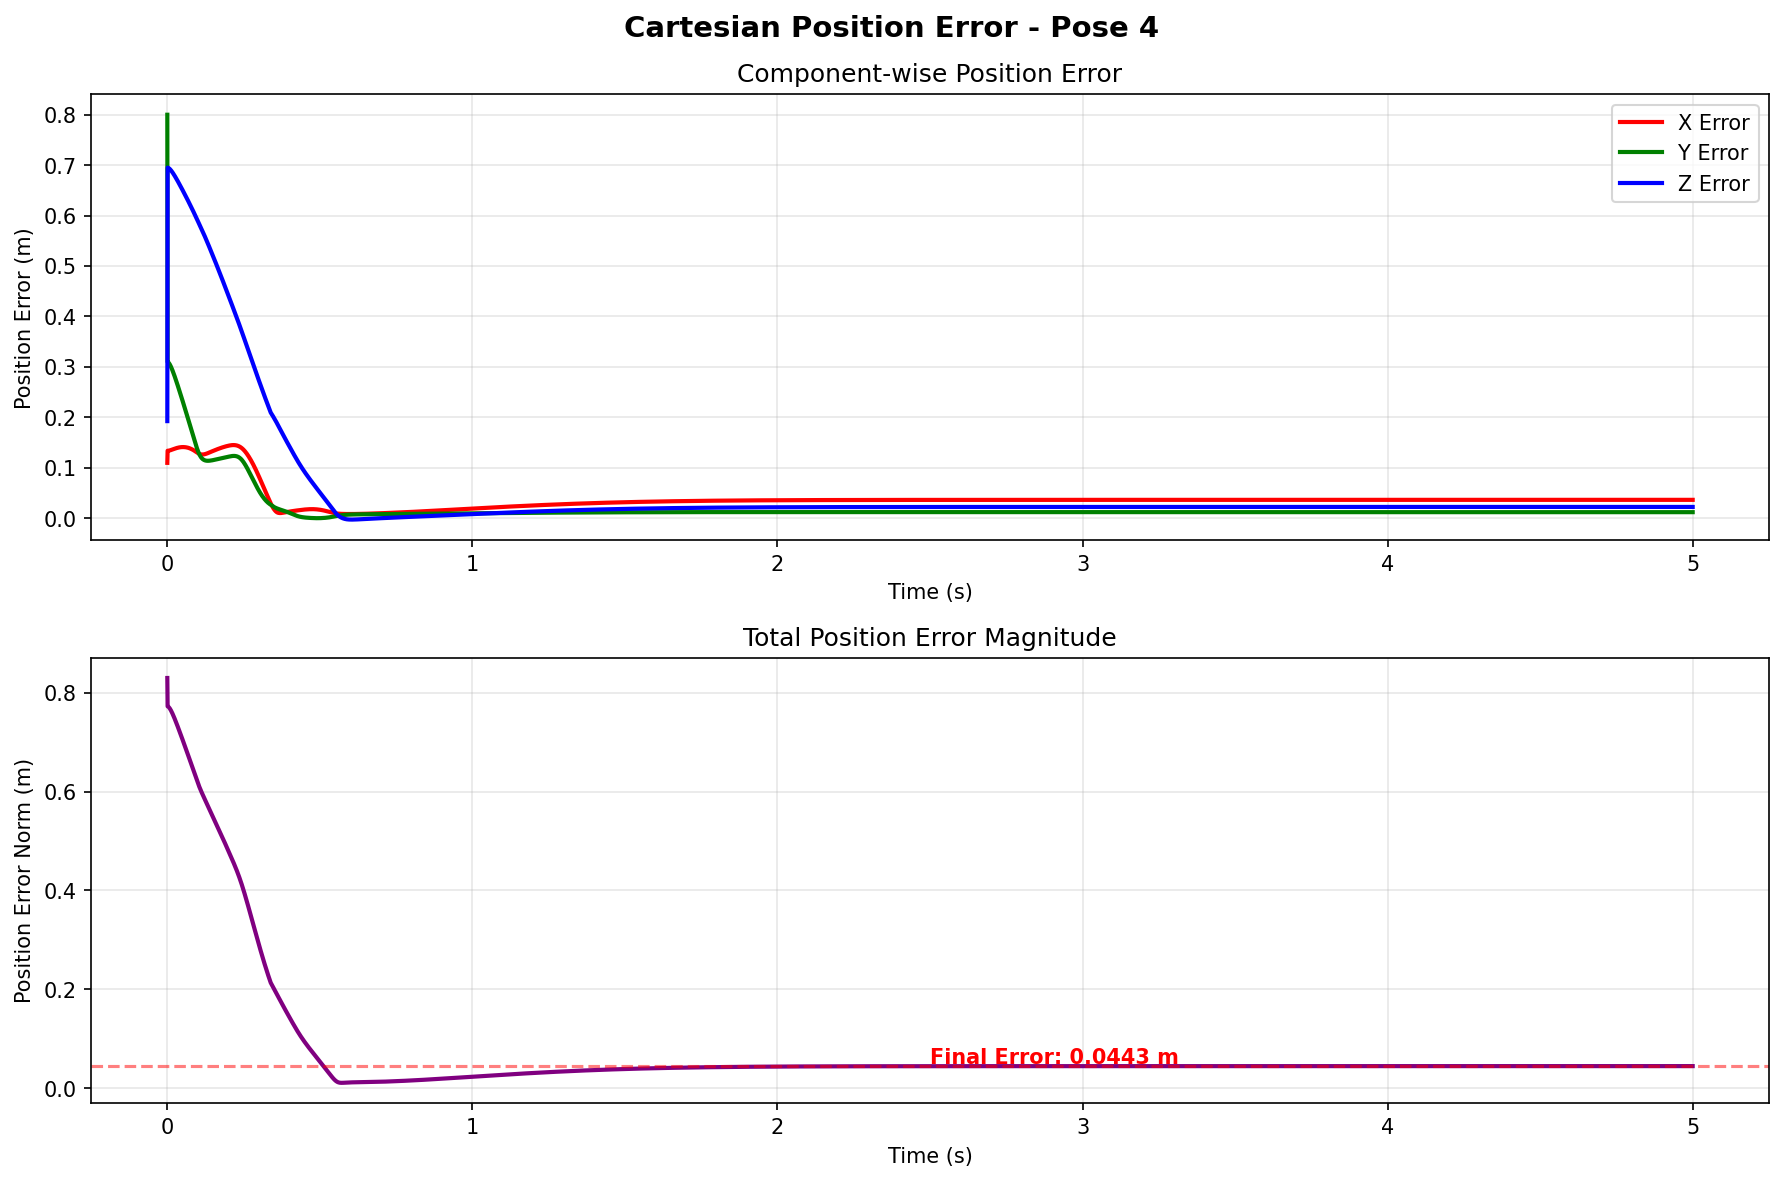 Cartesian Position Error - Pose 4
Component-wise Position Error
0.8
0.7
0.6
0.5
0.4
0.3
0.2
0.1
0.0
Position Error (m)
X Error
Y Error
Z Error
0 1 2 3 4 5
Time (s)
Total Position Error Magnitude
0.8
0.6
0.4
0.2
0.0
Position Error Norm (m)
Final Error: 0.0443 m
0 1 2 3 4 5
Time (s)